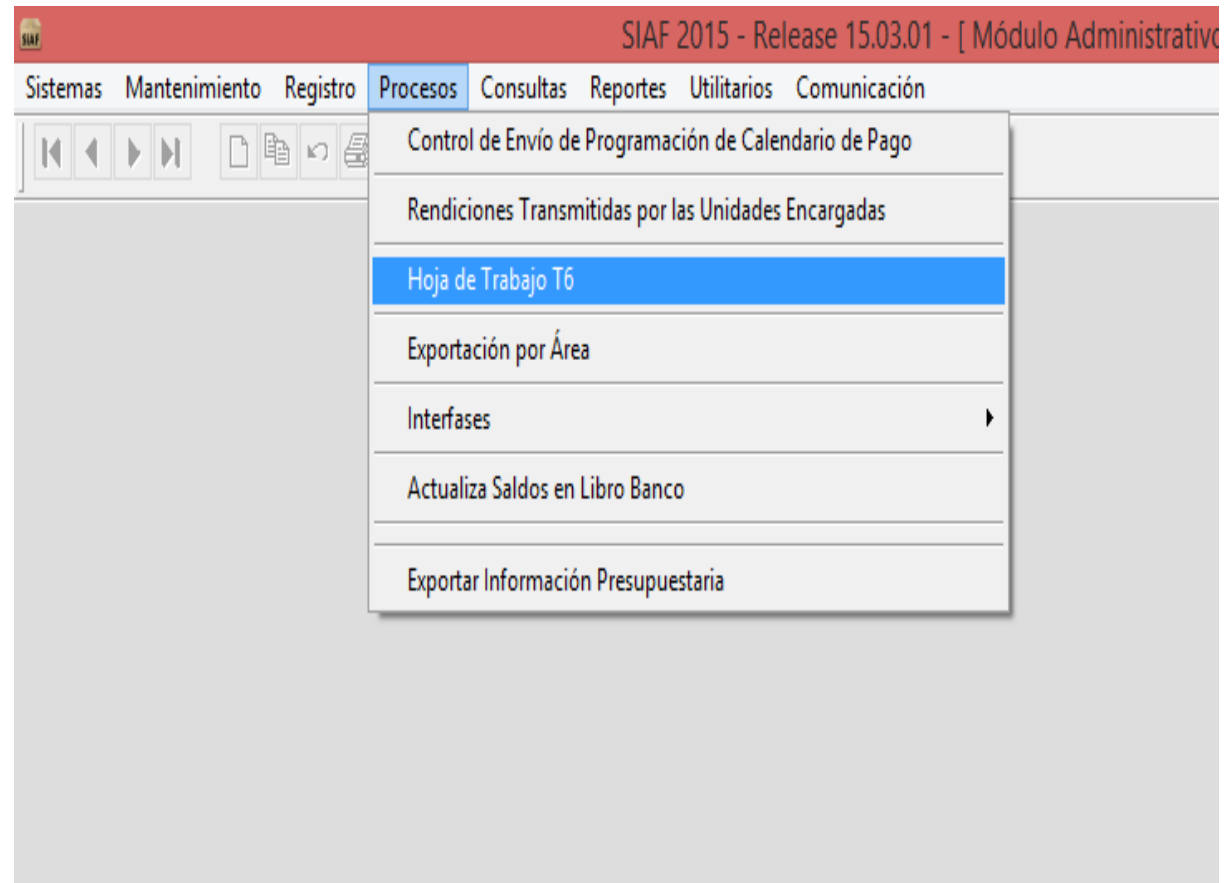 SIAF
SIAF 2015 - Release 15.03.01 - [ Módulo Administrativo
Sistemas Mantenimiento Registro Procesos Consultas Reportes Utilitarios Comunicación
Control de Envío de Programación de Calendario de Pago
Rendiciones Transmitidas por las Unidades Encargadas
Hoja de Trabajo T6
Exportación por Área
Interfases
Actualiza Saldos en Libro Banco
Exportar Información Presupuestaria